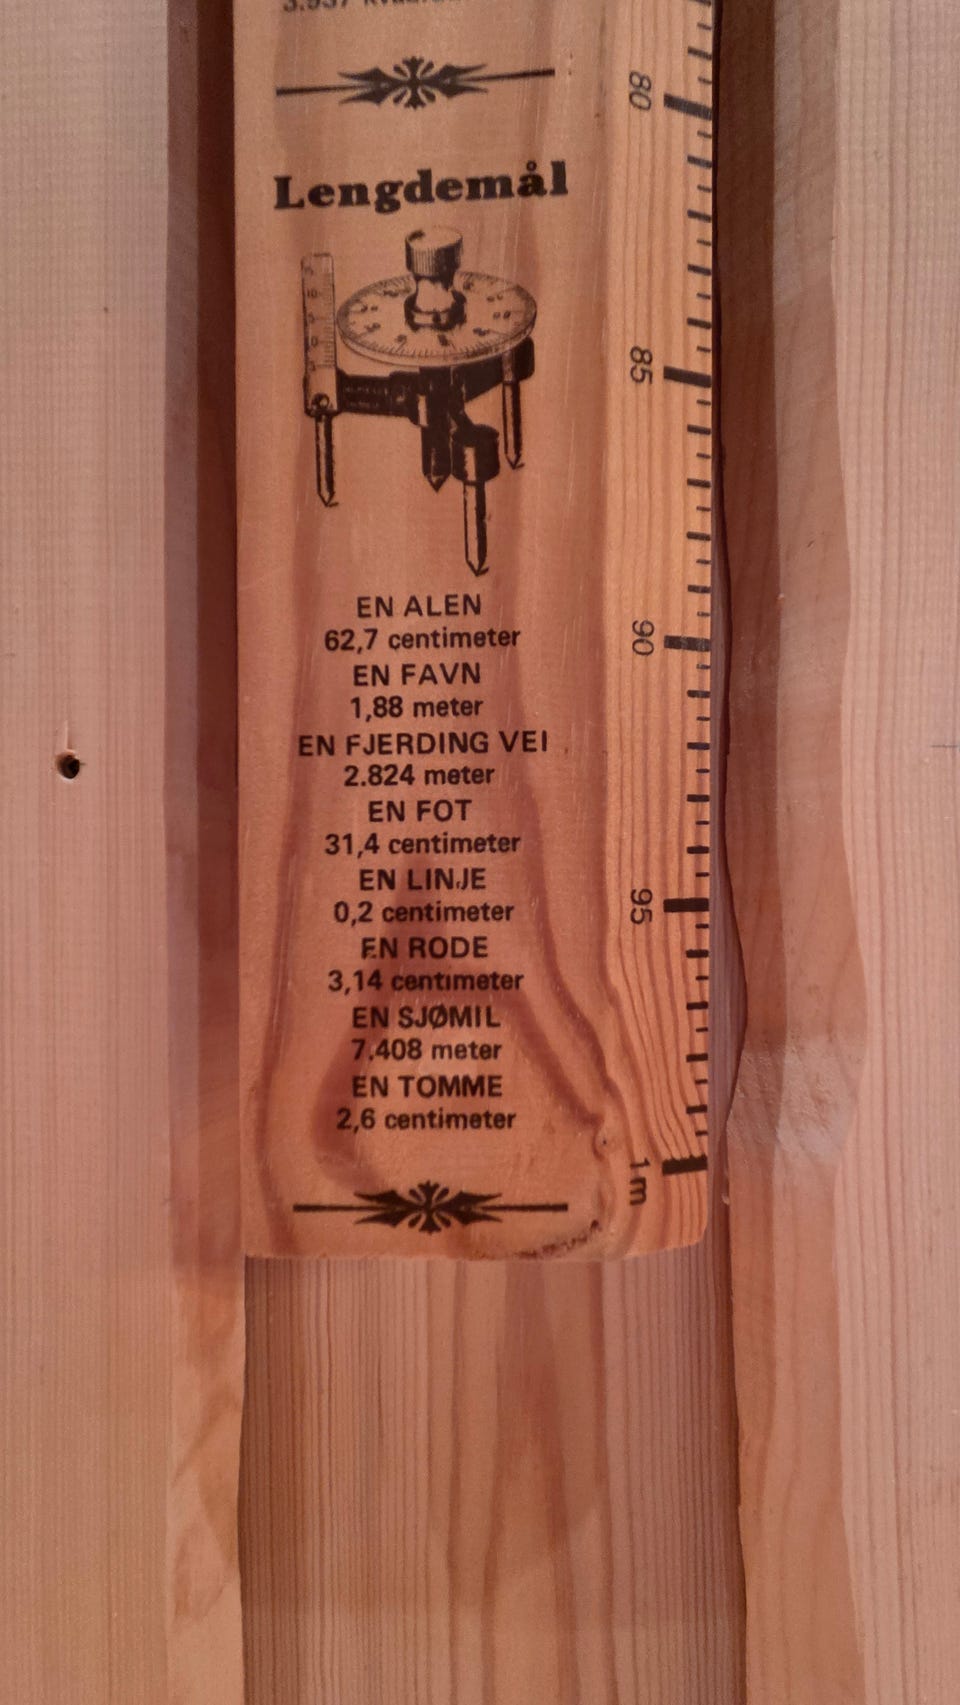 Lengdemål
EN ALEN
62,7 centimeter
EN FAVN
1,88 meter
EN FJERDING VEI
2.824 meter
EN FOT
31,4 centimeter
EN LINJE
0,2 centimeter
EN RODE
3,14 centimeter
EN SJØMIL
7.408 meter
EN TOMME
2,6 centimeter
80
85
90
95
1 m